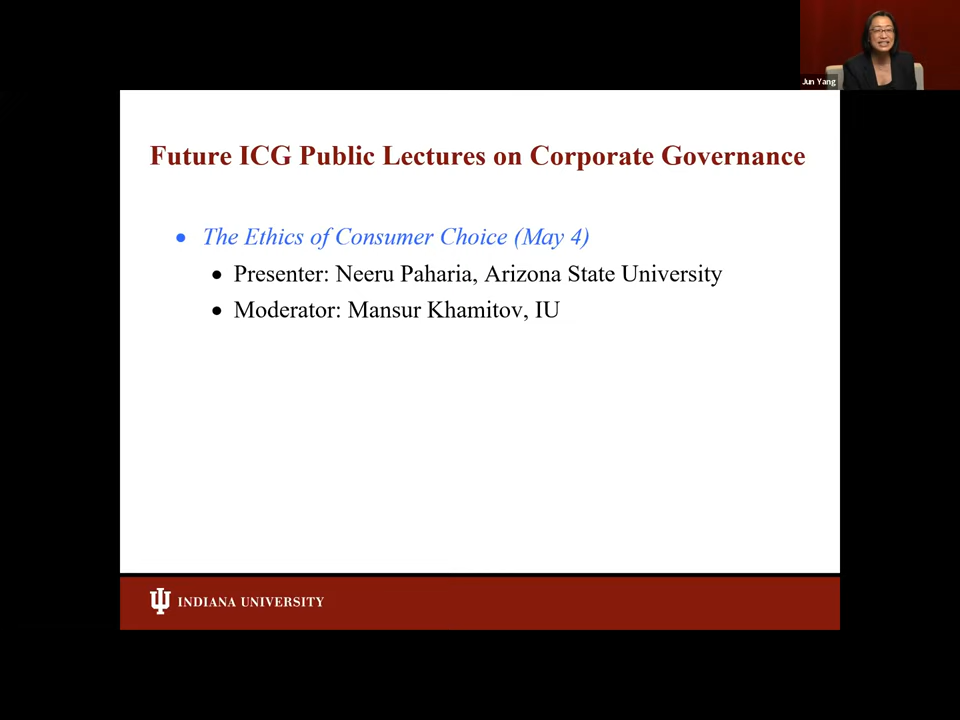 Jun Yang
Future ICG Public Lectures on Corporate Governance
• The Ethics of Consumer Choice (May 4)
• Presenter: Neeru Paharia, Arizona State University
• Moderator: Mansur Khamitov, IU
INDIANA UNIVERSITY